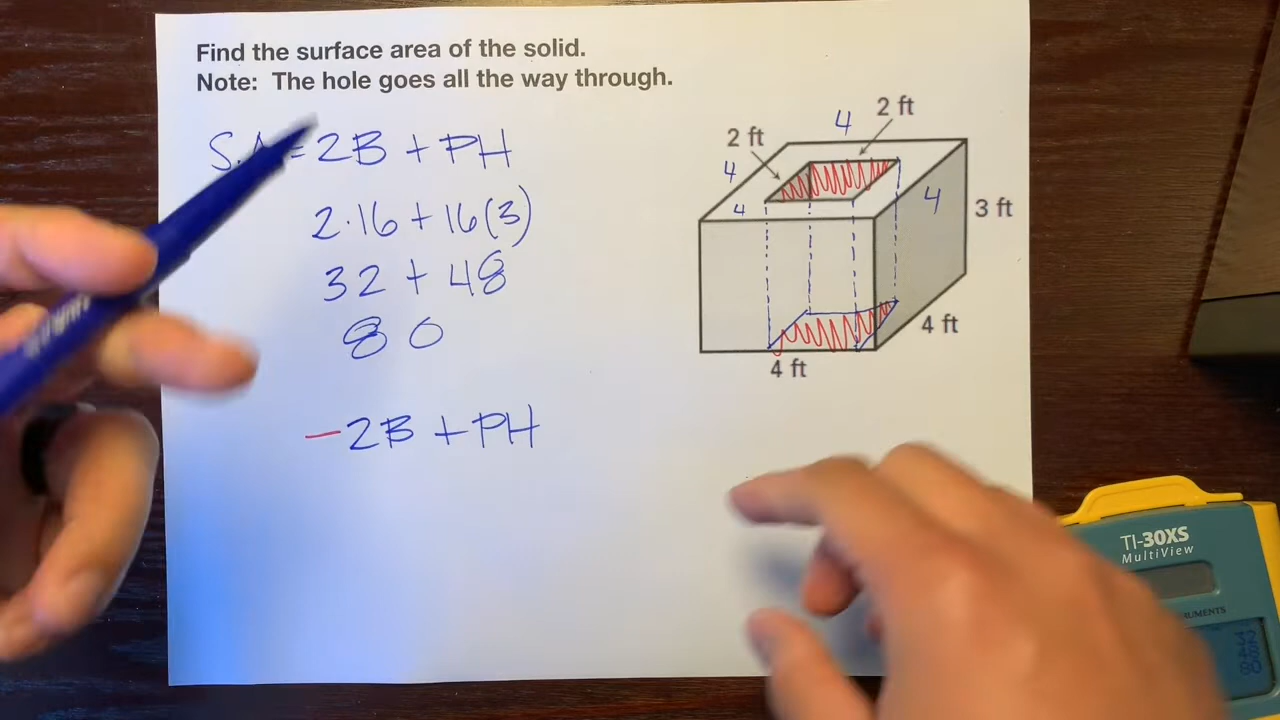 Find the surface area of the solid.
Note: The hole goes all the way through.
S.A = 2B + PH
2·16 + 16(3)
32 + 48
80
-2B + PH
4
2 ft
2 ft
4
4
4
3 ft
4 ft
4 ft
TI-30XS
MultiView